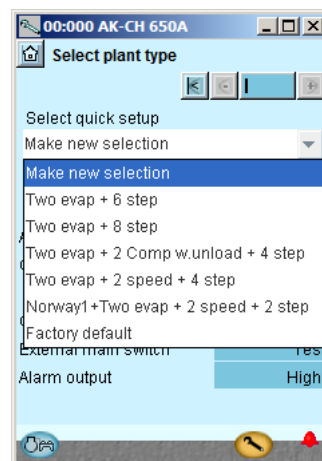 00:000 AK-CH 650A
Select plant type
Select quick setup
Make new selection
Make new selection
Two evap + 6 step
Two evap + 8 step
Two evap + 2 Comp w.unload + 4 step
Two evap + 2 speed + 4 step
Norway1+Two evap + 2 speed + 2 step
Factory default
External main switch
Alarm output High